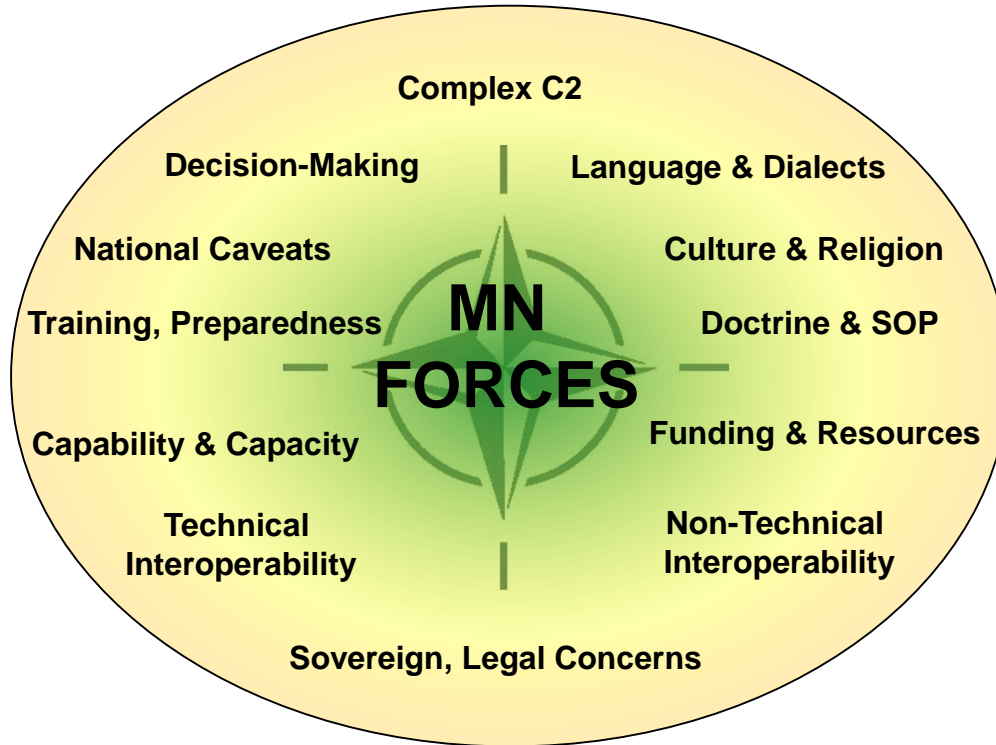 Complex C2
Decision-Making
Language & Dialects
National Caveats
Culture & Religion
Training, Preparedness
MN
FORCES
Doctrine & SOP
Capability & Capacity
Funding & Resources
Technical
Interoperability
Non-Technical
Interoperability
Sovereign, Legal Concerns